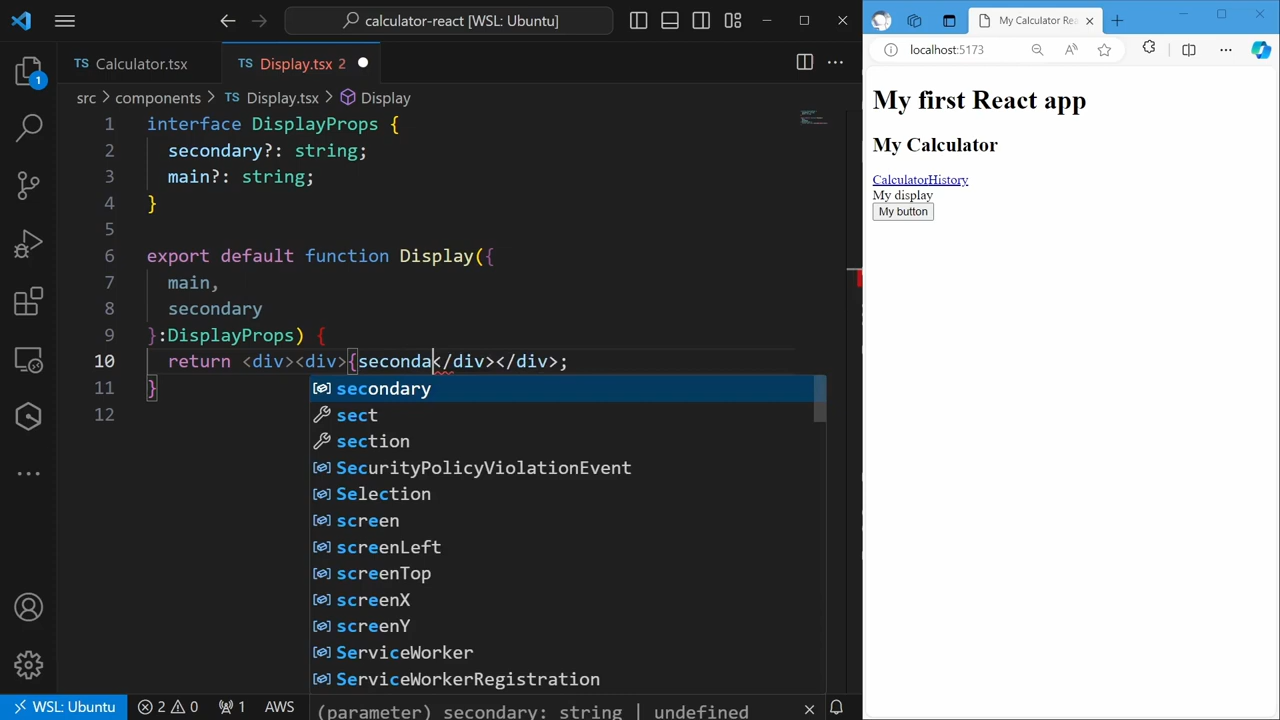 calculator-react [WSL: Ubuntu]
TS Calculator.tsx
TS Display.tsx 2
src > components > TS Display.tsx > Display
1
interface DisplayProps {
2 secondary?: string;
3 main?: string;
4 }
5
6 export default function Display({
7 main,
8 secondary
9 }:DisplayProps) {
10 return <div><div>{seconda</div></div>;
11 }
12
secondary
sect
section
SecurityPolicyViolationEvent
Selection
screen
screenLeft
screenTop
screenX
screenY
ServiceWorker
ServiceWorkerRegistration
(parameter) secondary: string | undefined
WSL: Ubuntu 2 0 1 AWS
My Calculator Rea
localhost:5173
My first React app
My Calculator
CalculatorHistory
My display
My button